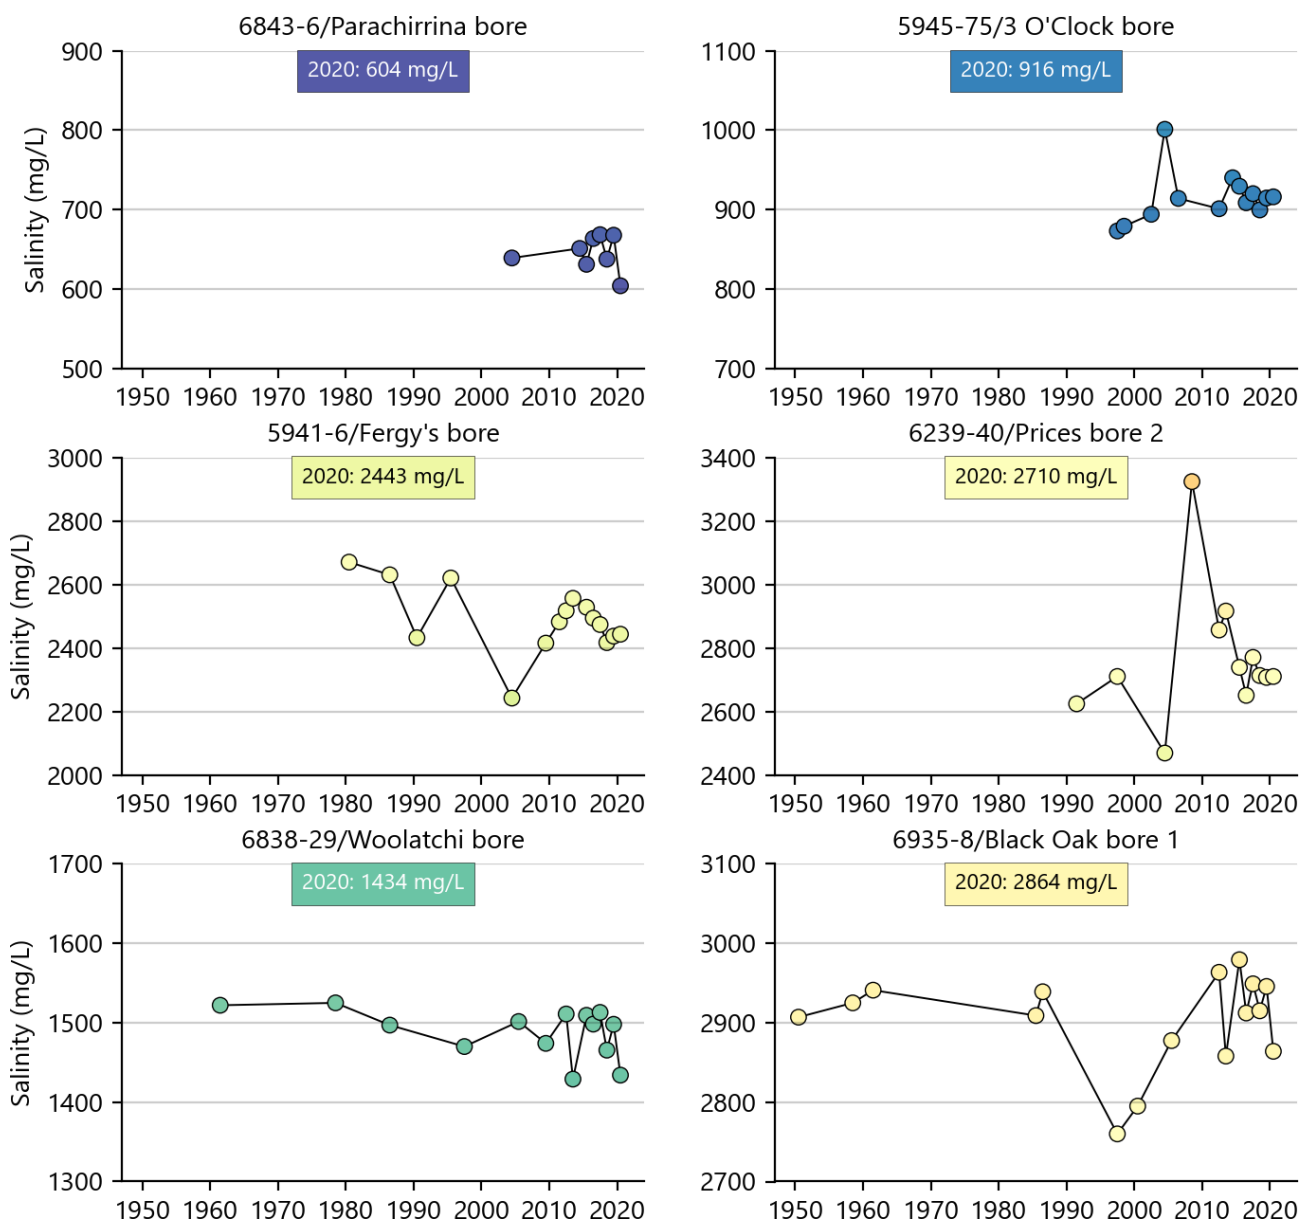 6843-6/Parachirrina bore
2020: 604 mg/L
Salinity (mg/L)
900
800
700
600
500
1950 1960 1970 1980 1990 2000 2010 2020
5945-75/3 O'Clock bore
2020: 916 mg/L
1100
1000
900
800
700
1950 1960 1970 1980 1990 2000 2010 2020
5941-6/Fergy's bore
2020: 2443 mg/L
Salinity (mg/L)
3000
2800
2600
2400
2200
2000
1950 1960 1970 1980 1990 2000 2010 2020
6239-40/Prices bore 2
2020: 2710 mg/L
3400
3200
3000
2800
2600
2400
1950 1960 1970 1980 1990 2000 2010 2020
6838-29/Woolatchi bore
2020: 1434 mg/L
Salinity (mg/L)
1700
1600
1500
1400
1300
1950 1960 1970 1980 1990 2000 2010 2020
6935-8/Black Oak bore 1
2020: 2864 mg/L
3100
3000
2900
2800
2700
1950 1960 1970 1980 1990 2000 2010 2020